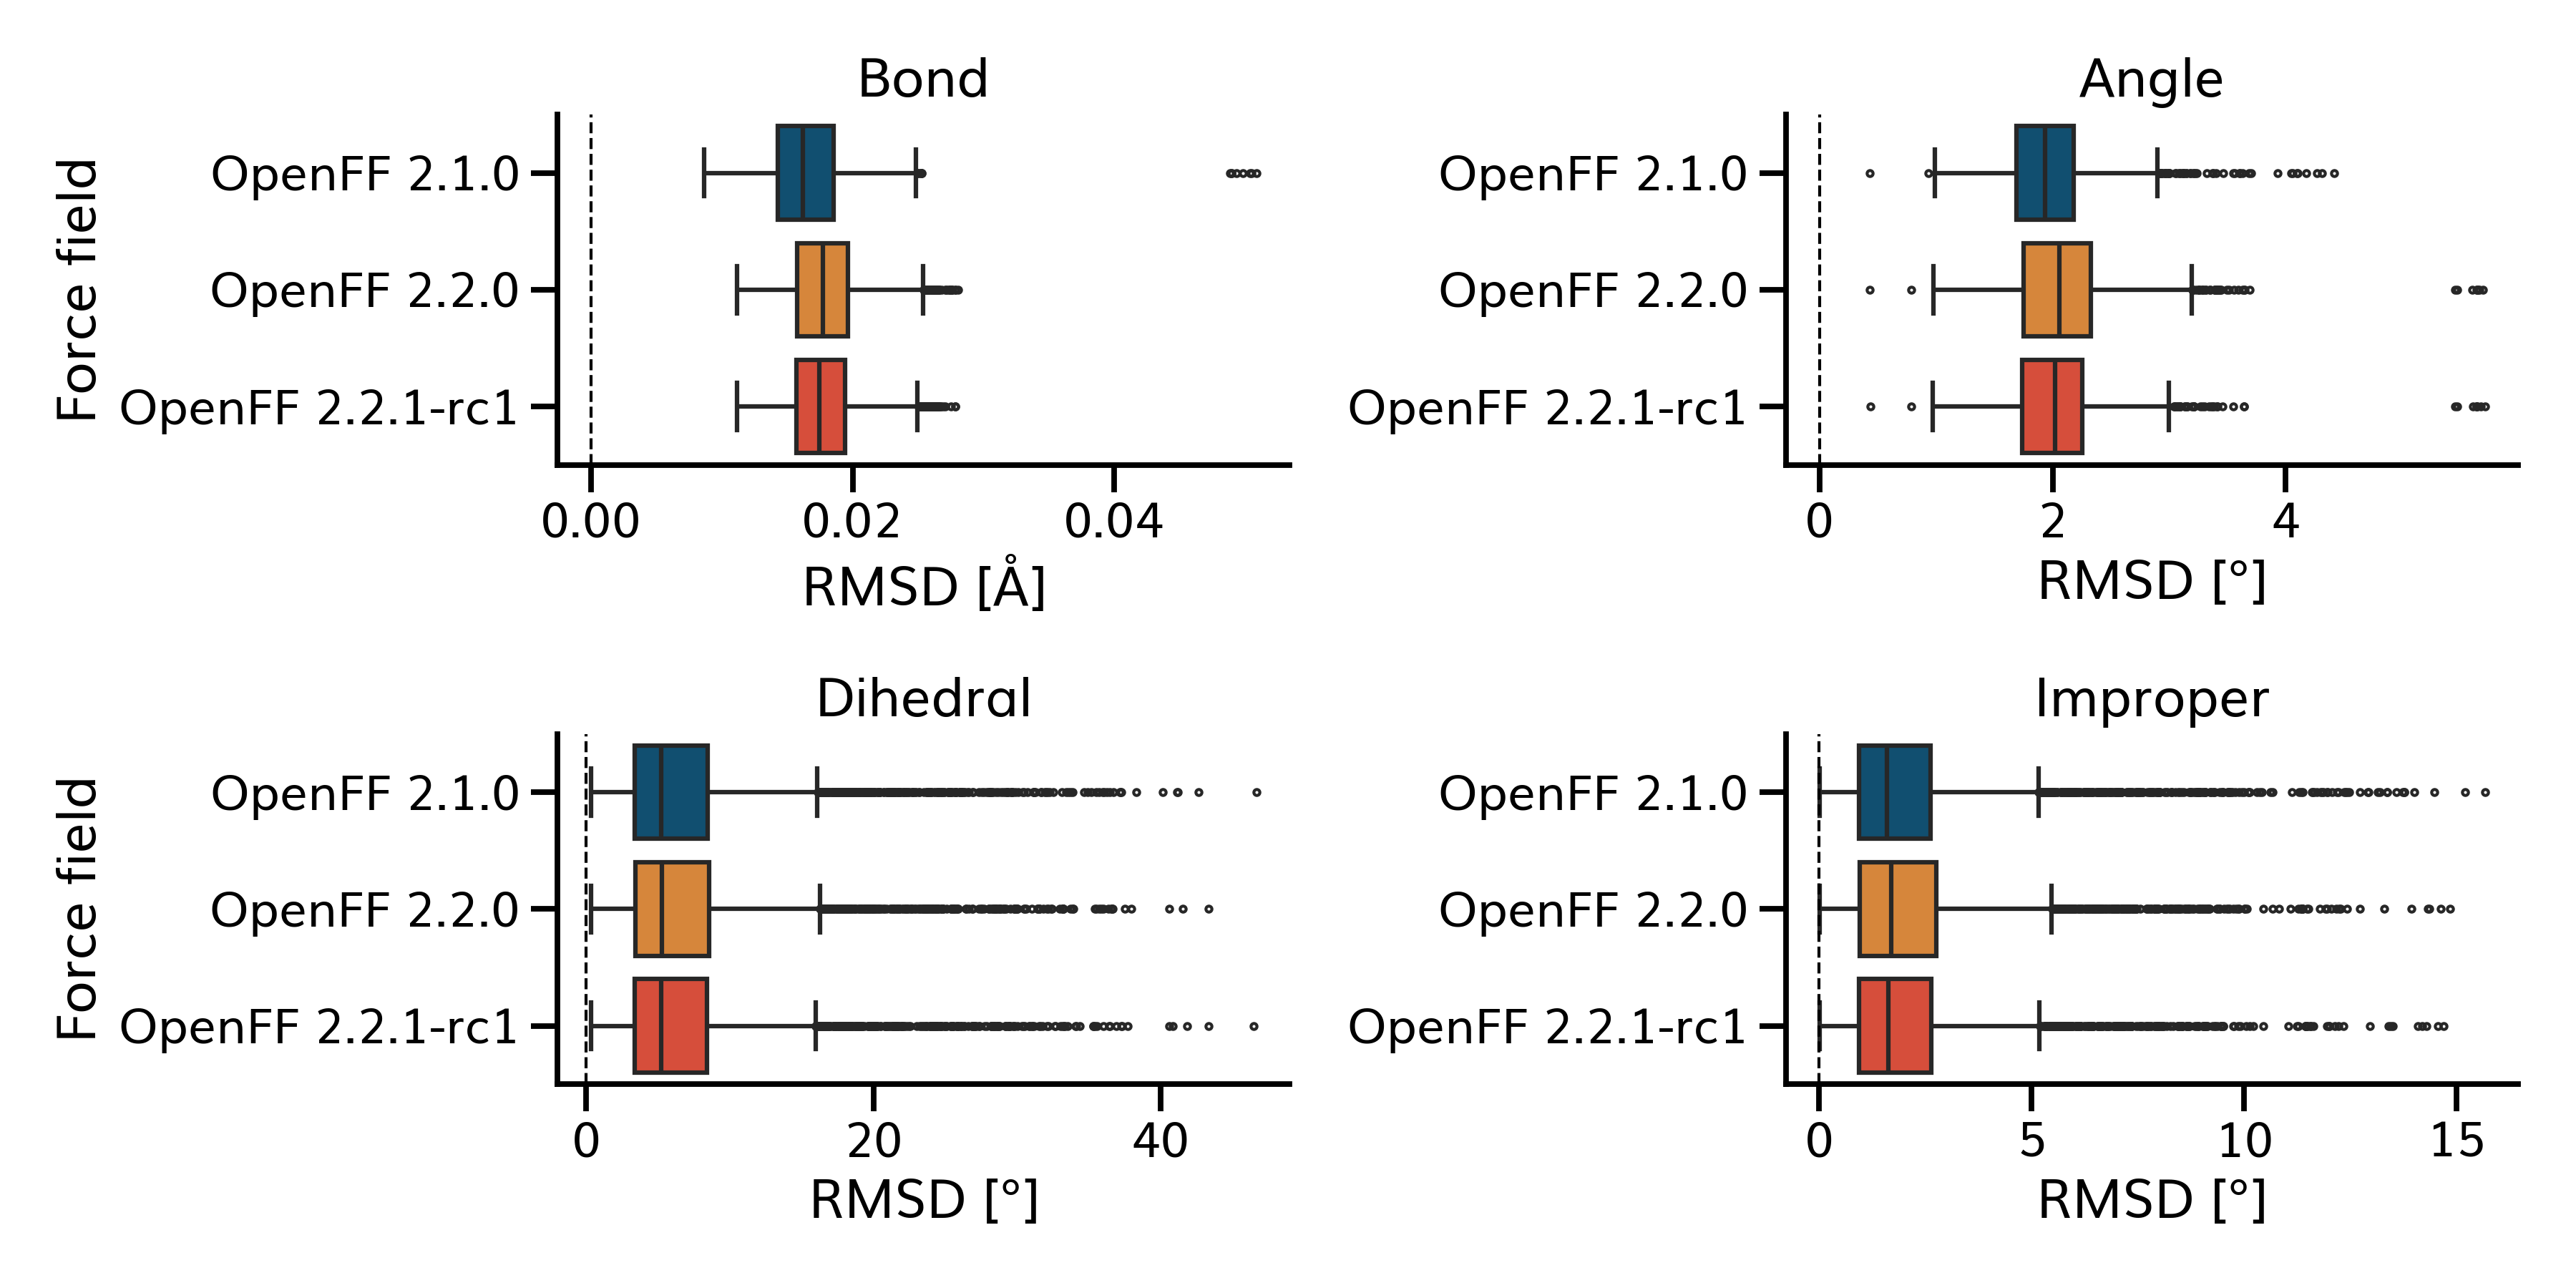 Bond
Force field
OpenFF 2.1.0
OpenFF 2.2.0
OpenFF 2.2.1-rc1
0.00 0.02 0.04
RMSD [Å]
Angle
OpenFF 2.1.0
OpenFF 2.2.0
OpenFF 2.2.1-rc1
0 2 4
RMSD [°]
Dihedral
Force field
OpenFF 2.1.0
OpenFF 2.2.0
OpenFF 2.2.1-rc1
0 20 40
RMSD [°]
Improper
OpenFF 2.1.0
OpenFF 2.2.0
OpenFF 2.2.1-rc1
0 5 10 15
RMSD [°]